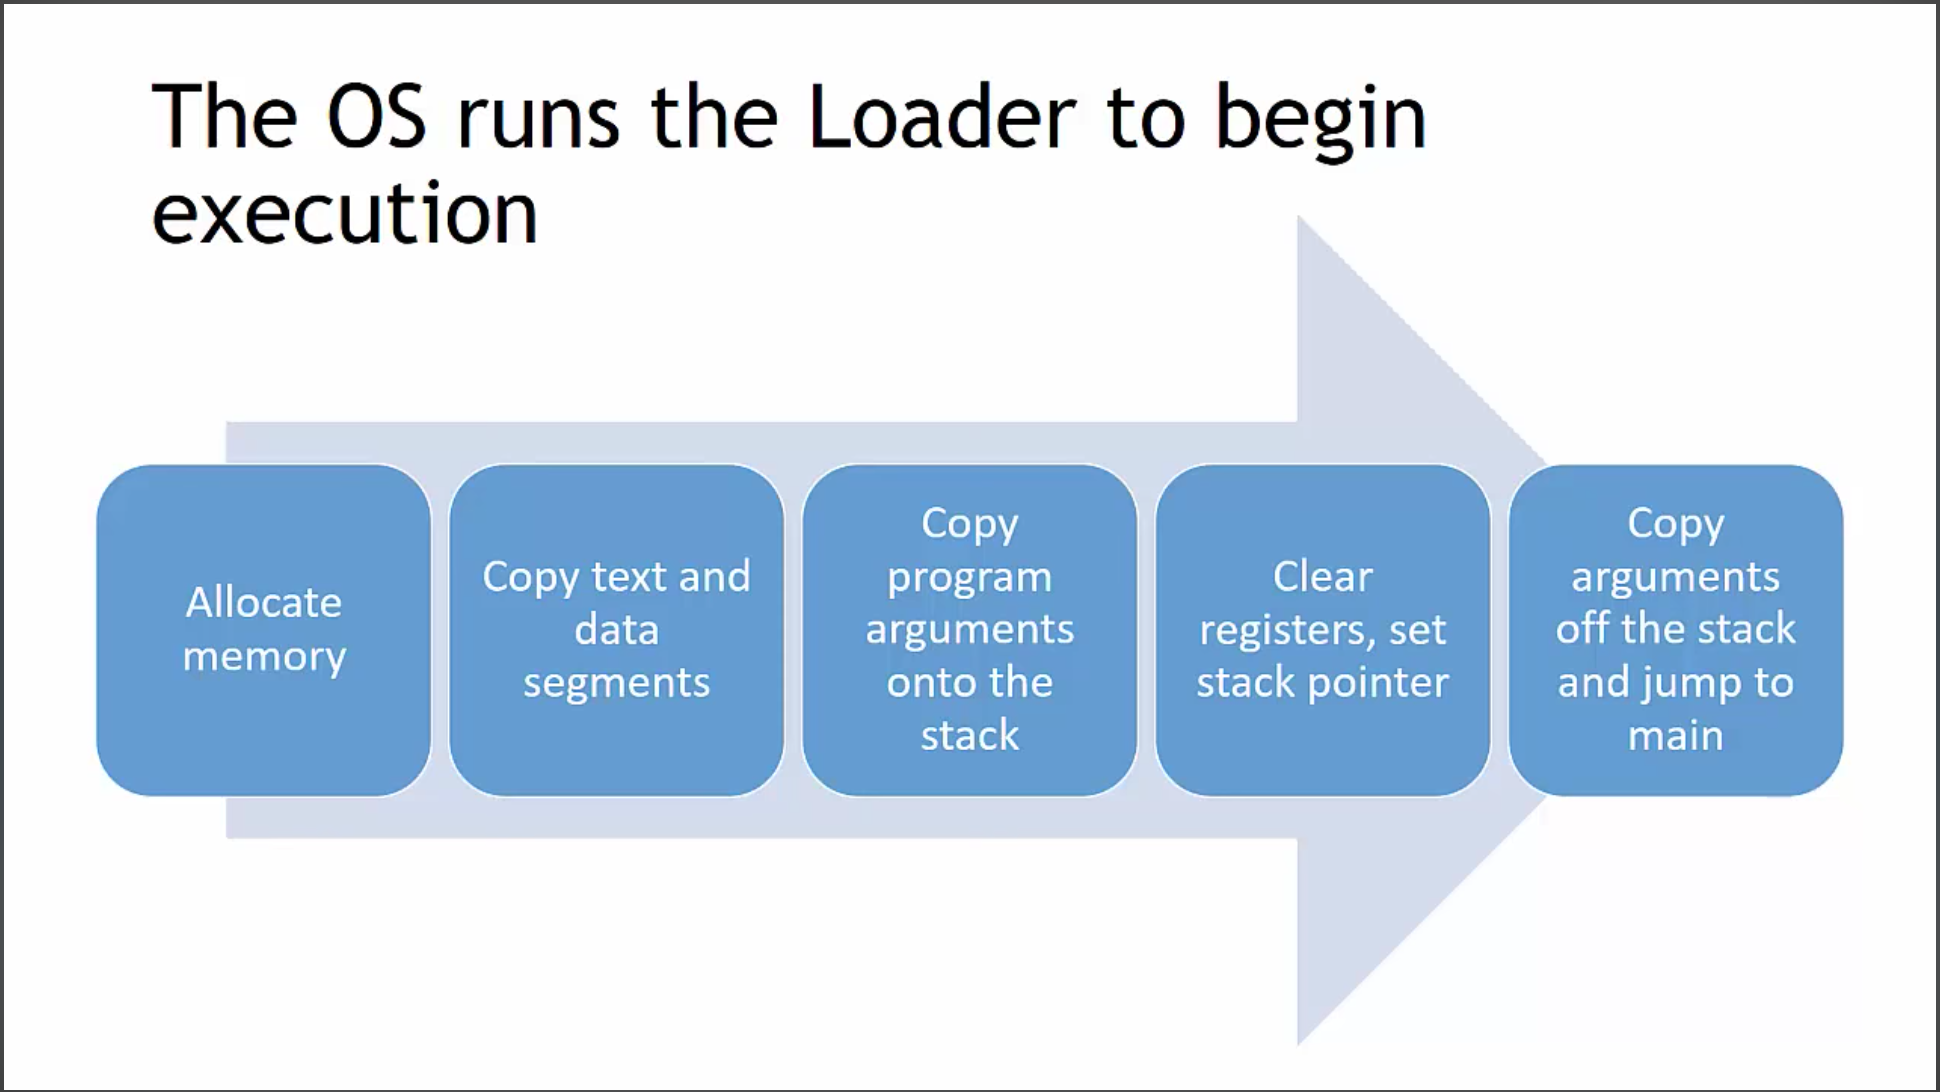 The OS runs the Loader to begin
execution
Allocate
memory
Copy text and
data
segments
Copy
program
arguments
onto the
stack
Clear
registers, set
stack pointer
Copy
arguments
off the stack
and jump to
main